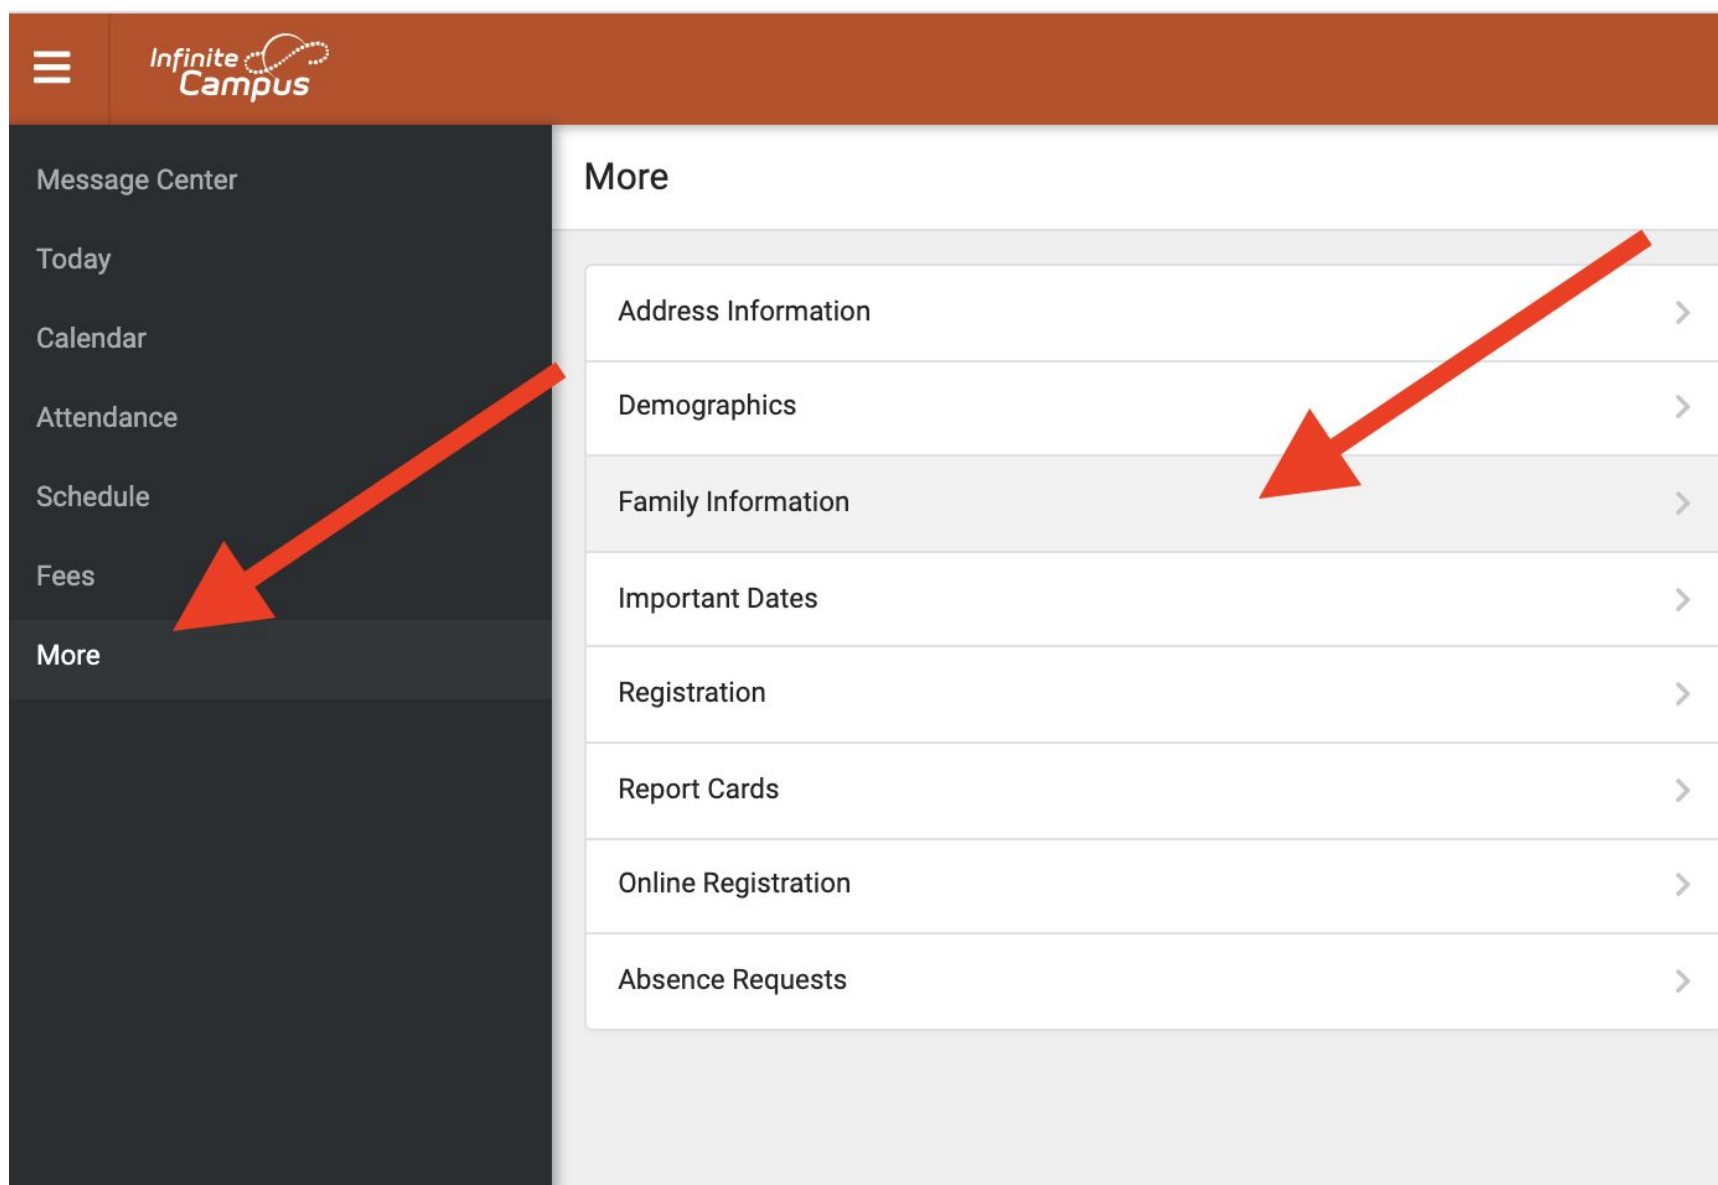 Infinite
Campus
Message Center
Today
Calendar
Attendance
Schedule
Fees
More
More
Address Information
Demographics
Family Information
Important Dates
Registration
Report Cards
Online Registration
Absence Requests